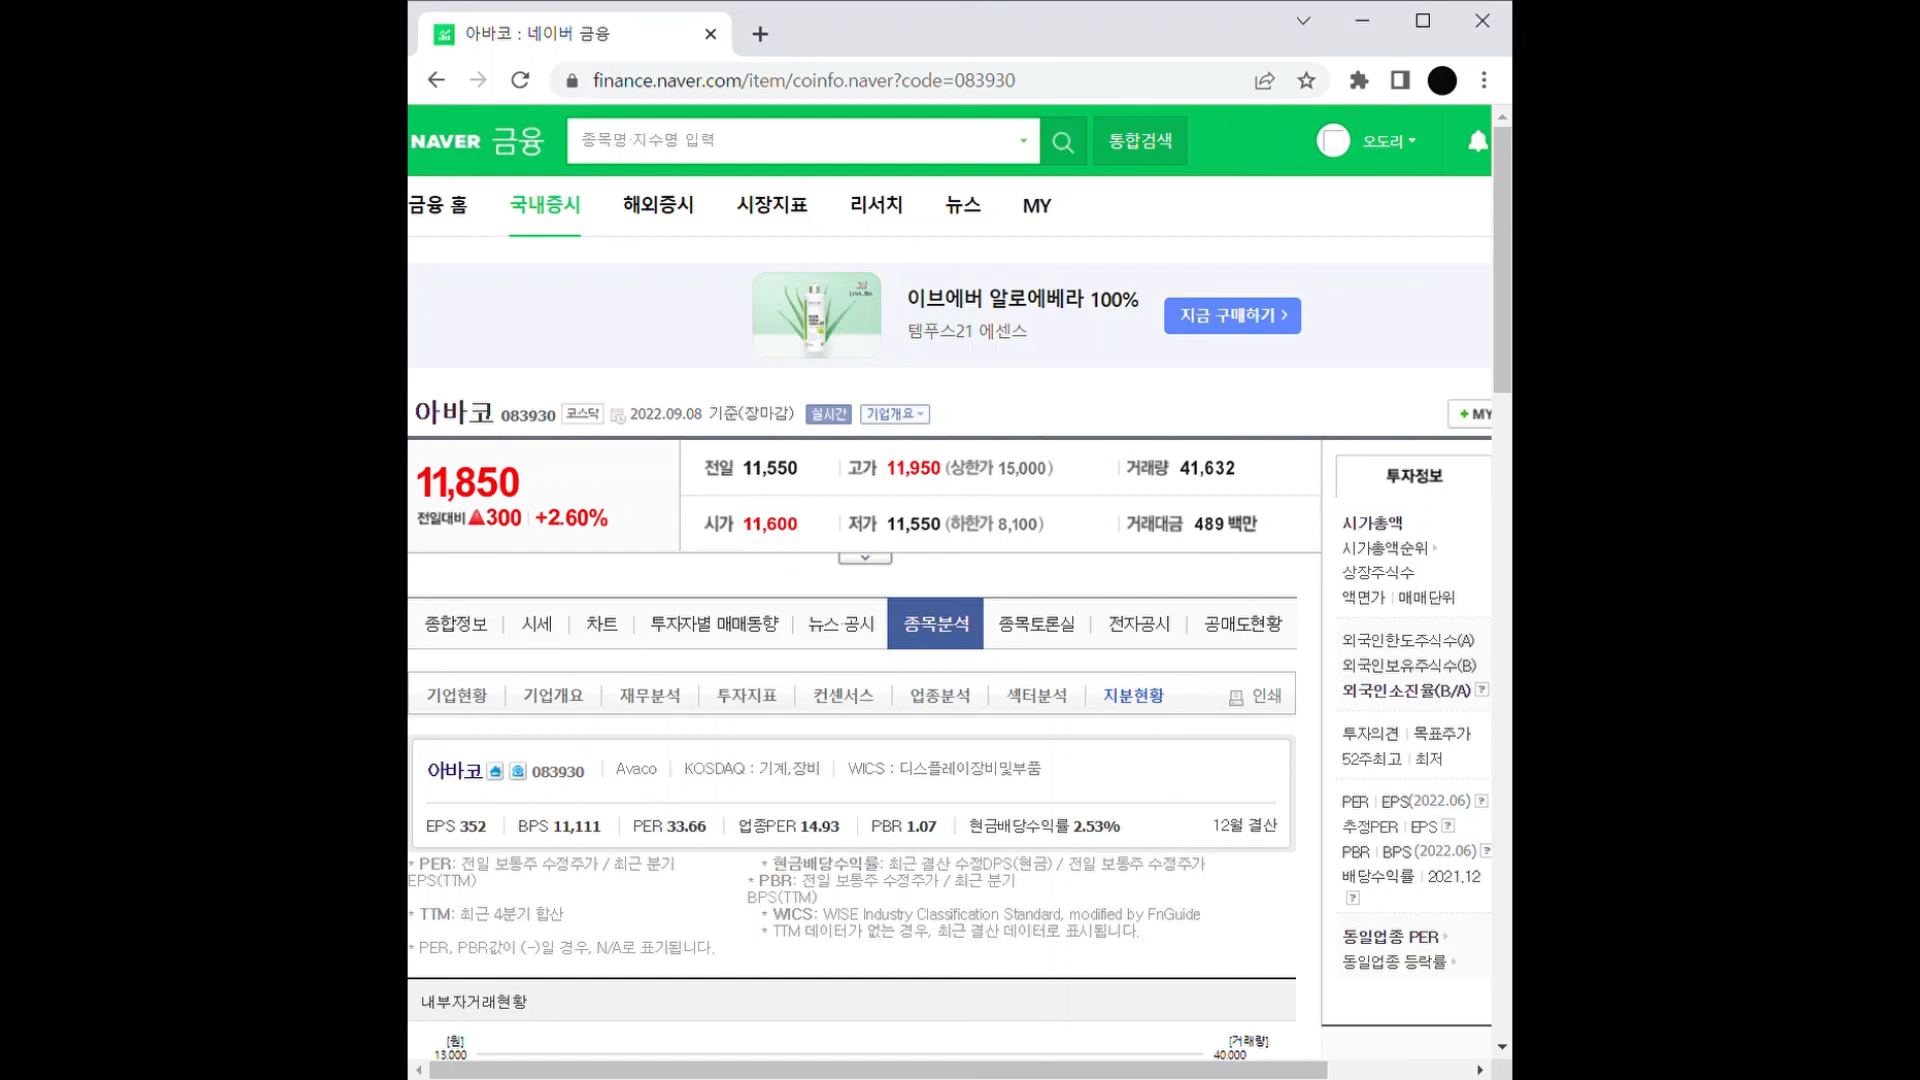 아바코 : 네이버 금융
finance.naver.com/item/coinfo.naver?code=083930
NAVER 금융 종목명·지수명 입력 통합검색 오도리
금융 홈 국내증시 해외증시 시장지표 리서치 뉴스 MY
이브에버 알로에베라 100%
템푸스21 에센스
지금 구매하기 >
아바코 083930 코스닥 2022.09.08 기준(장마감) 실시간 기업개요
+ MY
11,850
전일대비 ▲300 +2.60%
전일 11,550 고가 11,950 (상한가 15,000) 거래량 41,632
시가 11,600 저가 11,550 (하한가 8,100) 거래대금 489 백만
종합정보 시세 차트 투자자별 매매동향 뉴스·공시 종목분석 종목토론실 전자공시 공매도현황
기업현황 기업개요 재무분석 투자지표 컨센서스 업종분석 섹터분석 지분현황 인쇄
아바코 083930 Avaco KOSDAQ : 기계,장비 WICS : 디스플레이장비및부품
EPS 352 BPS 11,111 PER 33.66 업종PER 14.93 PBR 1.07 현금배당수익률 2.53% 12월 결산
* PER: 전일 보통주 수정주가 / 최근 분기
EPS(TTM)
* 현금배당수익률: 최근 결산 수정DPS(현금) / 전일 보통주 수정주가
* PBR: 전일 보통주 수정주가 / 최근 분기
BPS(TTM)
* TTM: 최근 4분기 합산
* WICS: WISE Industry Classification Standard, modified by FnGuide
* TTM 데이터가 없는 경우, 최근 결산 데이터로 표시됩니다.
* PER, PBR값이 (-)일 경우, N/A로 표기됩니다.
내부자거래현황
[원] [거래량]
13,000 40,000
투자정보
시가총액
시가총액순위
상장주식수
액면가 매매단위
외국인한도주식수(A)
외국인보유주식수(B)
외국인소진율(B/A) ?
투자의견 목표주가
52주최고 최저
PER EPS(2022.06) ?
추정PER EPS ?
PBR BPS (2022.06) ?
배당수익률 2021.12
?
동일업종 PER
동일업종 등락률